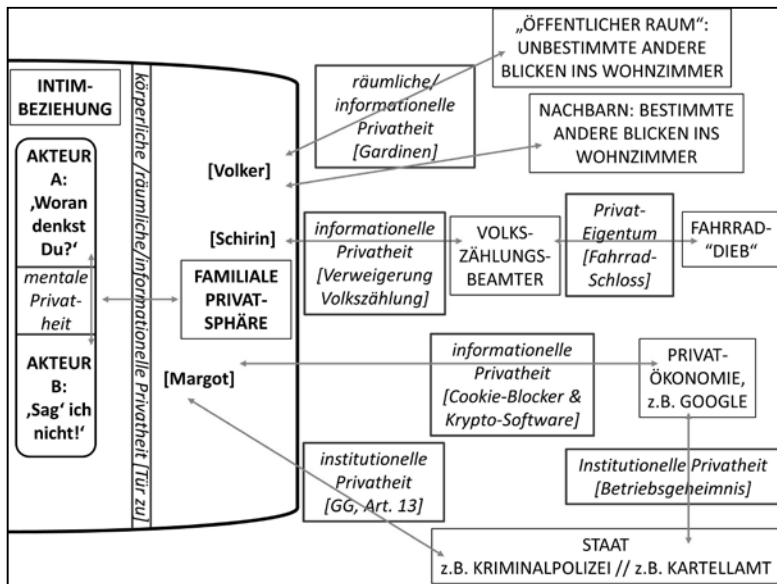 INTIM-
BEZIEHUNG
AKTEUR
A:
‚Woran
denkst
Du?‘
mentale
Privat-
heit
AKTEUR
B:
‚Sag‘ ich
nicht!‘
körperliche /räumliche/informationelle Privatheit [Tür zu]
[Volker]
[Schirin]
FAMILIALE
PRIVAT-
SPHÄRE
[Margot]
räumliche/
informationelle
Privatheit
[Gardinen]
„ÖFFENTLICHER RAUM“:
UNBESTIMMTE ANDERE
BLICKEN INS WOHNZIMMER
NACHBARN: BESTIMMTE
ANDERE BLICKEN INS
WOHNZIMMER
informationelle
Privatheit
[Verweigerung
Volkszählung]
VOLKS-
ZÄHLUNGS-
BEAMTER
Privat-
Eigentum
[Fahrrad-
Schloss]
FAHRRAD-
“DIEB“
informationelle
Privatheit
[Cookie-Blocker &
Krypto-Software]
PRIVAT-
ÖKONOMIE,
z.B. GOOGLE
institutionelle
Privatheit
[GG, Art. 13]
Institutionelle Privatheit
[Betriebsgeheimnis]
STAAT
z.B. KRIMINALPOLIZEI // z.B. KARTELLAMT